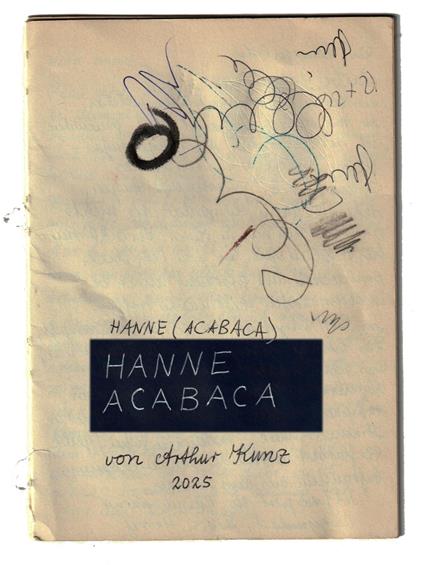 HANNE (ACABACA)
HANNE
ACABACA
von Arthur Kunz
2025